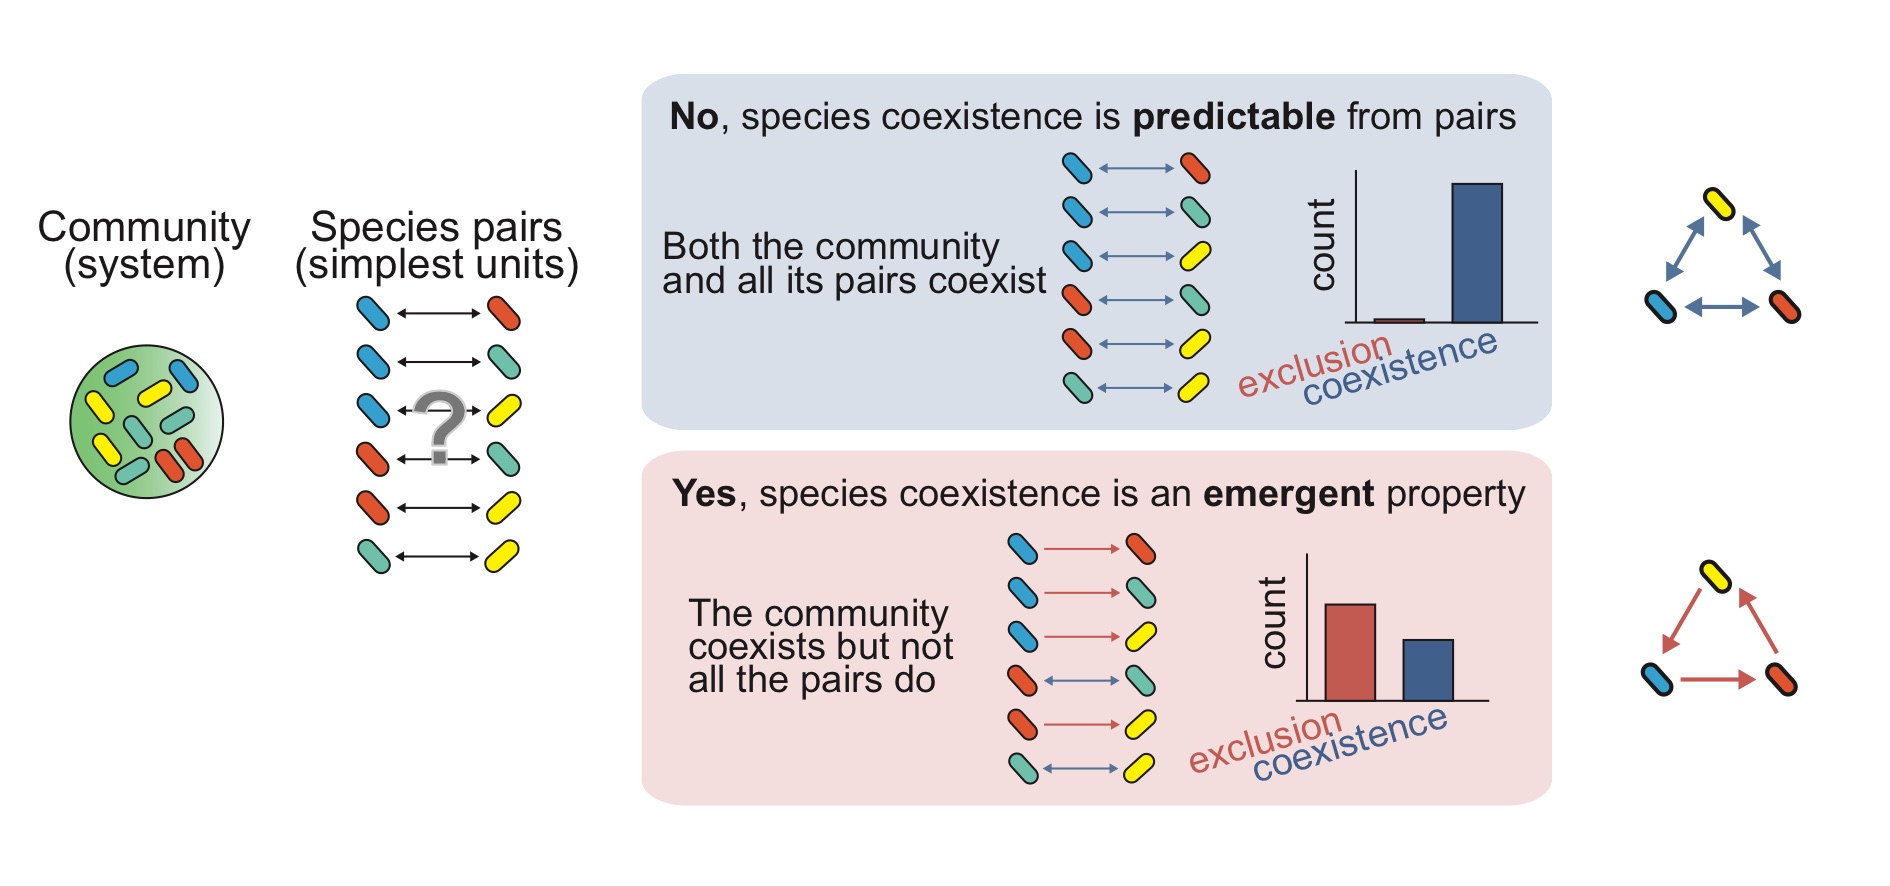 Community
(system)
Species pairs
(simplest units)
?
No, species coexistence is predictable from pairs
Both the community
and all its pairs coexist
count
exclusion
coexistence
Yes, species coexistence is an emergent property
The community
coexists but not
all the pairs do
count
exclusion
coexistence